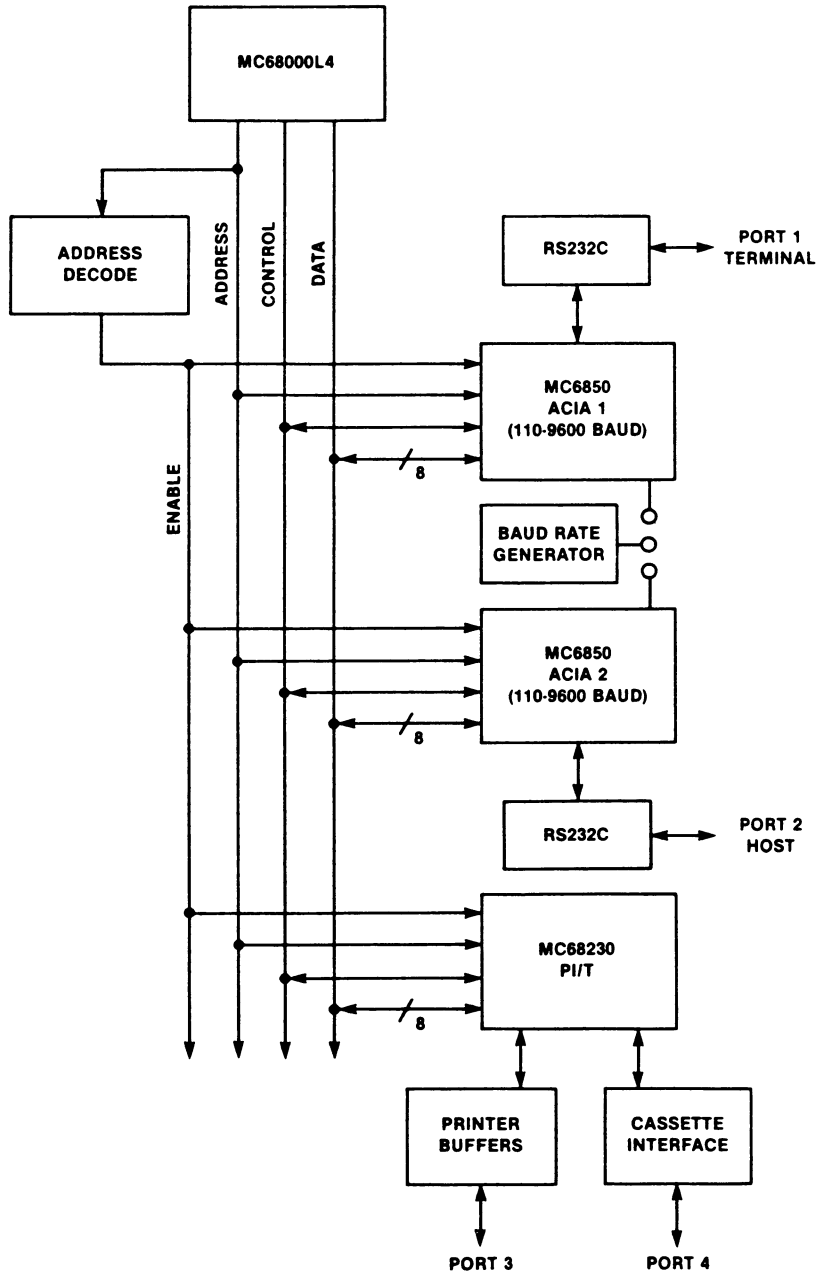 MC68000L4
ADDRESS
DECODE
ADDRESS
CONTROL
DATA
RS232C
PORT 1
TERMINAL
MC6850
ACIA 1
(110-9600 BAUD)
8
ENABLE
BAUD RATE
GENERATOR
MC6850
ACIA 2
(110-9600 BAUD)
8
RS232C
PORT 2
HOST
MC68230
PI/T
8
PRINTER
BUFFERS
CASSETTE
INTERFACE
PORT 3
PORT 4